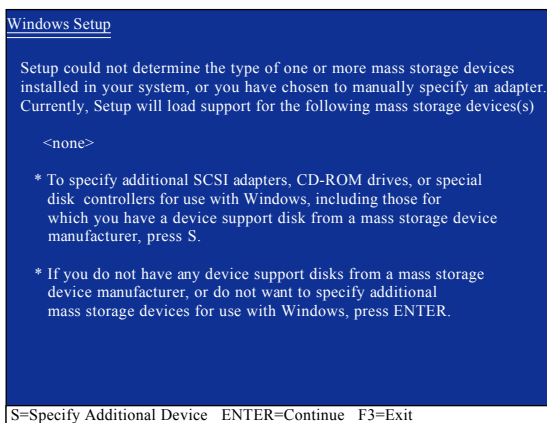 Windows Setup
Setup could not determine the type of one or more mass storage devices
installed in your system, or you have chosen to manually specify an adapter.
Currently, Setup will load support for the following mass storage devices(s)
<none>
* To specify additional SCSI adapters, CD-ROM drives, or special
disk controllers for use with Windows, including those for
which you have a device support disk from a mass storage device
manufacturer, press S.
* If you do not have any device support disks from a mass storage
device manufacturer, or do not want to specify additional
mass storage devices for use with Windows, press ENTER.
S=Specify Additional Device ENTER=Continue F3=Exit